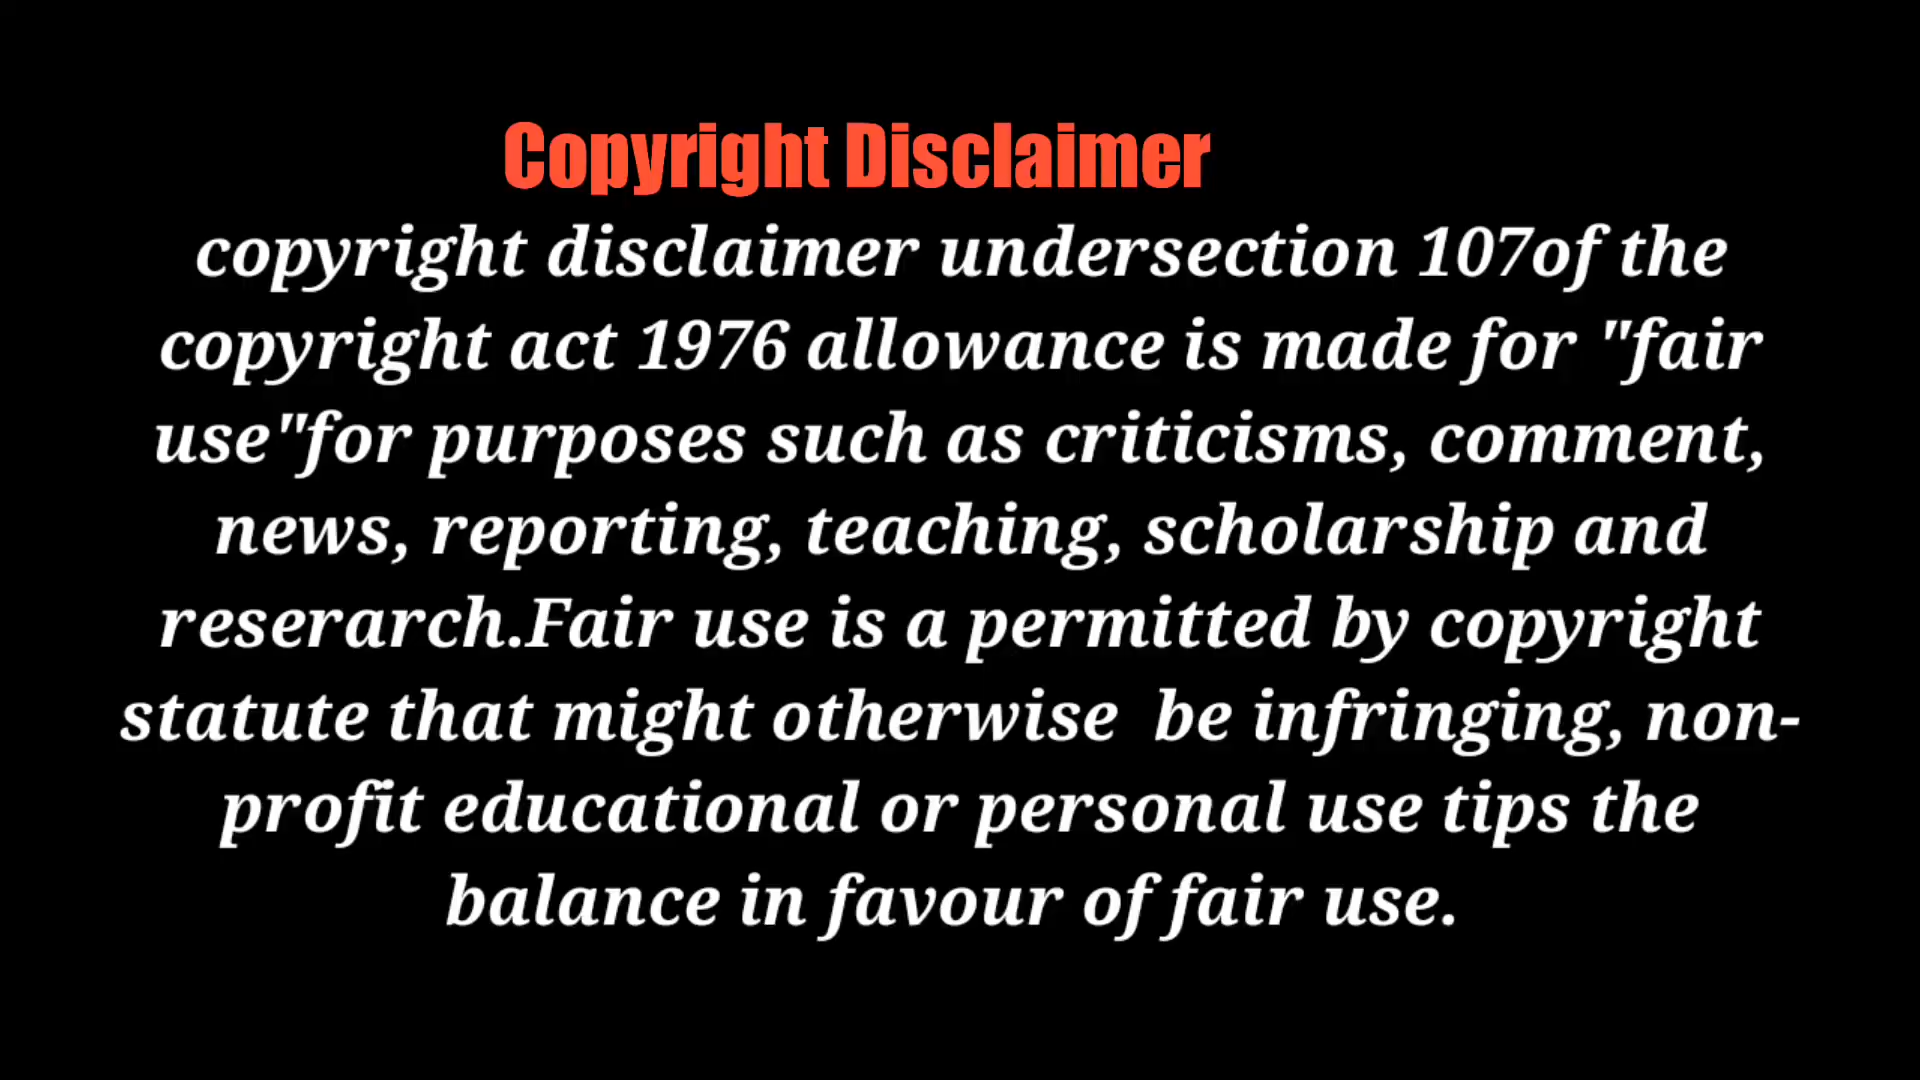 Copyright Disclaimer
copyright disclaimer undersection 107of the
copyright act 1976 allowance is made for "fair
use"for purposes such as criticisms, comment,
news, reporting, teaching, scholarship and
reserarch.Fair use is a permitted by copyright
statute that might otherwise  be infringing, non-
profit educational or personal use tips the
balance in favour of fair use.